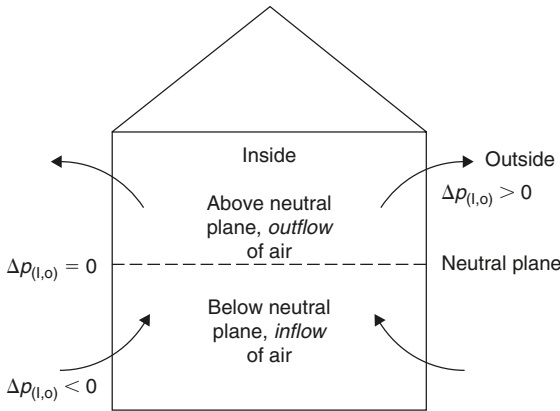 Inside
Outside
Above neutral
plane, outflow
of air
Δp(I,o) > 0
Δp(I,o) = 0
Neutral plane
Below neutral
plane, inflow
of air
Δp(I,o) < 0